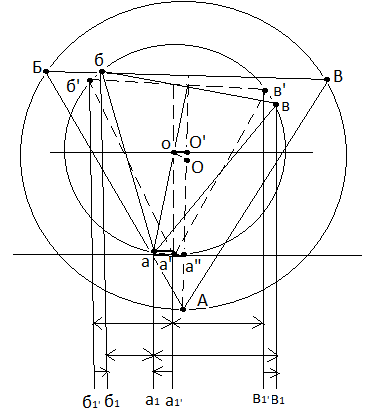 Б б В
б' в' в
о О'
О
а а' а"
А
б₁' б₁ а₁ а₁' в₁' в₁